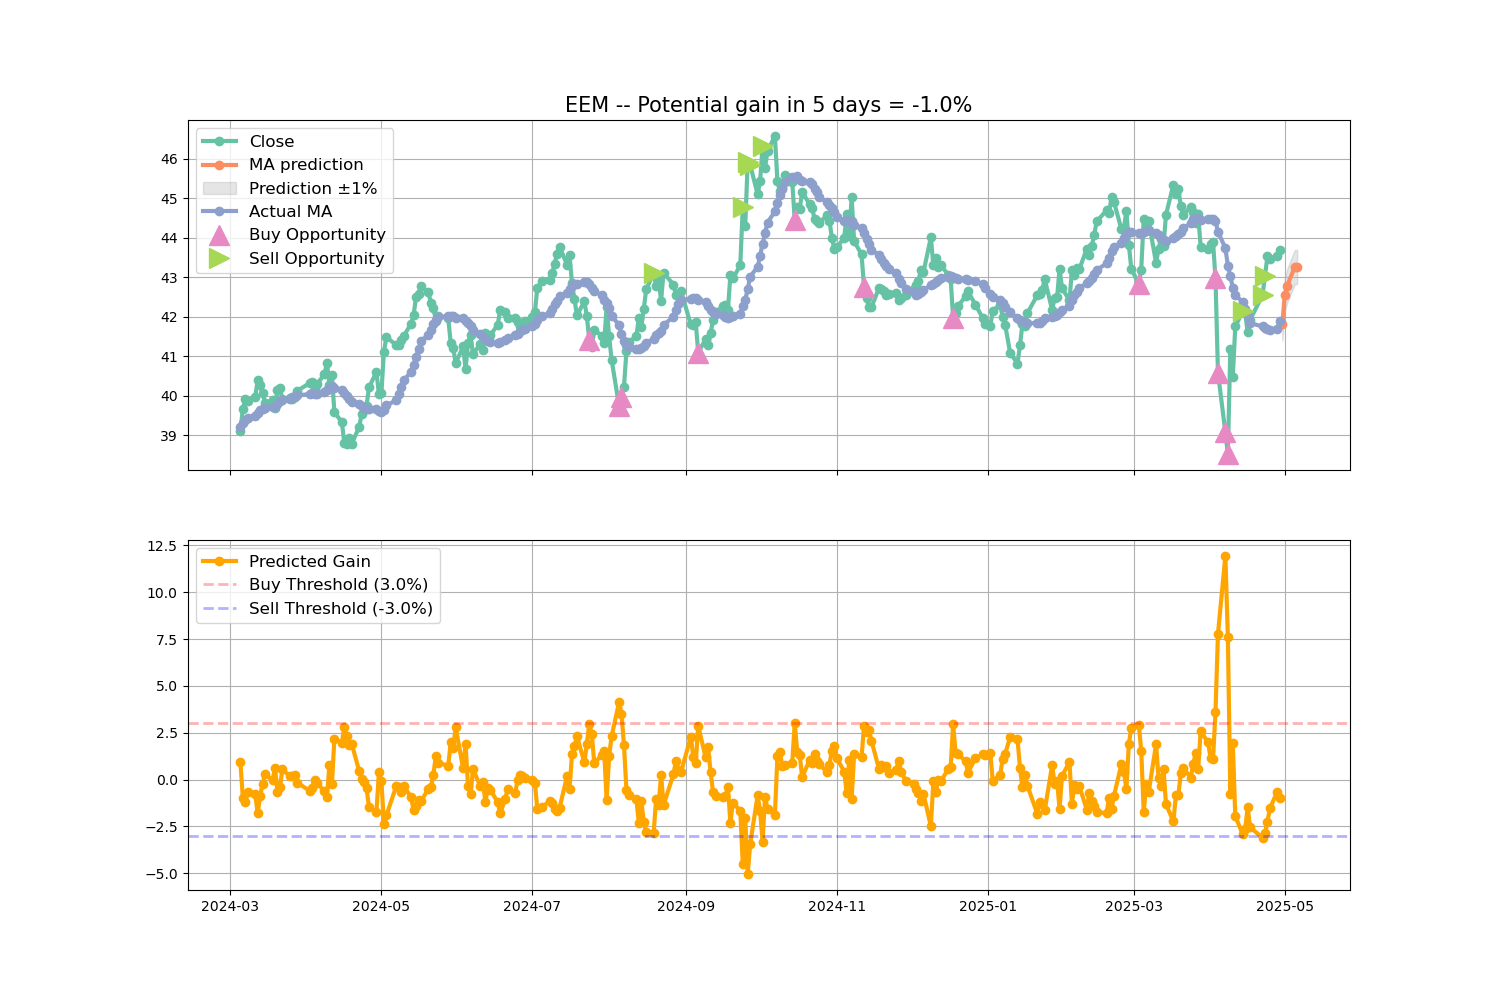 EEM -- Potential gain in 5 days = -1.0%
Close
MA prediction
Prediction ±1%
Actual MA
Buy Opportunity
Sell Opportunity
46
45
44
43
42
41
40
39
Predicted Gain
Buy Threshold (3.0%)
Sell Threshold (-3.0%)
12.5
10.0
7.5
5.0
2.5
0.0
−2.5
−5.0
2024-03 2024-05 2024-07 2024-09 2024-11 2025-01 2025-03 2025-05